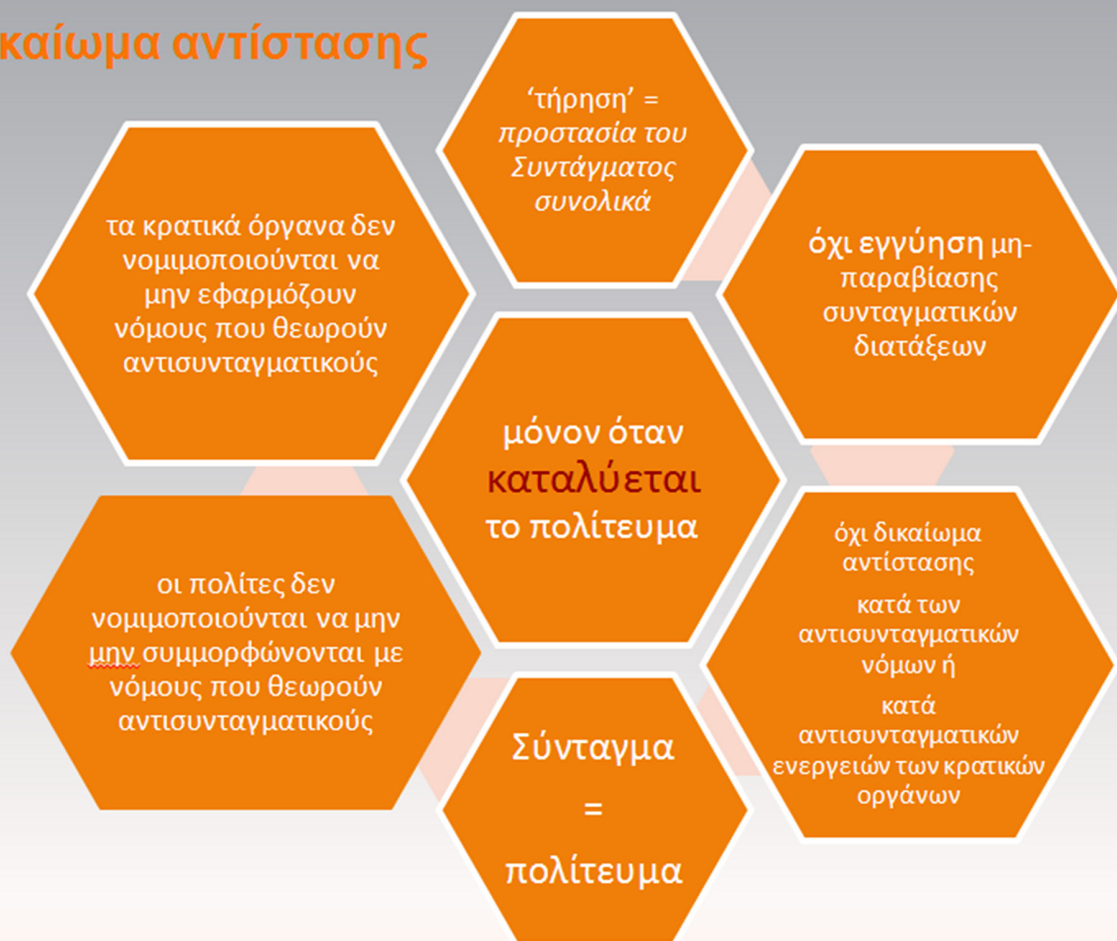 καίωμα αντίστασης
‘τήρηση’ =
προστασία του
Συντάγματος
συνολικά
όχι εγγύηση μη-
παραβίασης
συνταγματικών
διατάξεων
όχι δικαίωμα
αντίστασης
κατά των
αντισυνταγματικών
νόμων ή
κατά
αντισυνταγματικών
ενεργειών των κρατικών
οργάνων
Σύνταγμα
=
πολίτευμα
οι πολίτες δεν
νομιμοποιούνται να μην
μην συμμορφώνονται με
νόμους που θεωρούν
αντισυνταγματικούς
τα κρατικά όργανα δεν
νομιμοποιούνται να
μην εφαρμόζουν
νόμους που θεωρούν
αντισυνταγματικούς
μόνον όταν
καταλύεται
το πολίτευμα